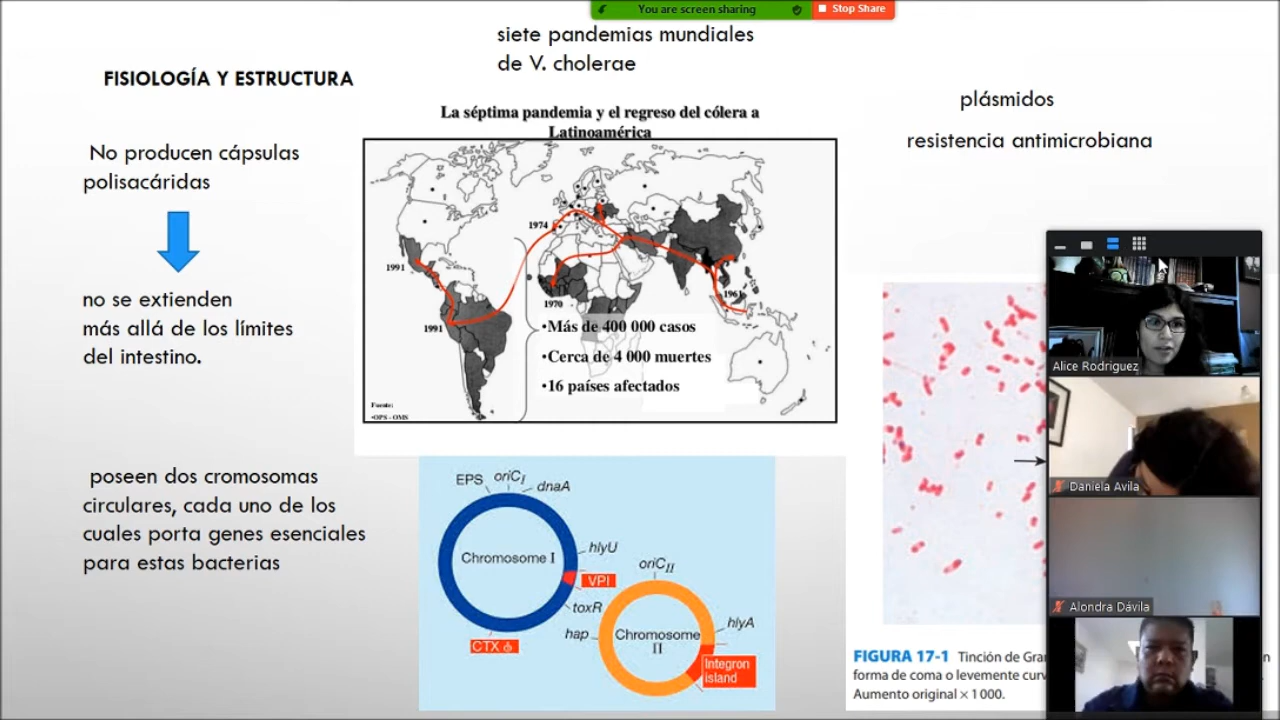 You are screen sharing
Stop Share
siete pandemias mundiales
de V. cholerae
FISIOLOGÍA Y ESTRUCTURA
La séptima pandemia y el regreso del cólera a
Latinoamérica
plásmidos
resistencia antimicrobiana
No producen cápsulas
polisacáridas
no se extienden
más allá de los límites
del intestino.
1974
1991
1970
1961
1991
•Más de 400 000 casos
•Cerca de 4 000 muertes
•16 países afectados
Fuente:
•OPS - OMS
poseen dos cromosomas
circulares, cada uno de los
cuales porta genes esenciales
para estas bacterias
EPS
oriCI
dnaA
Chromosome I
hlyU
VPI
toxR
CTX ϕ
oriCII
hap
Chromosome
II
hlyA
Integron
island
Alice Rodriguez
Daniela Avila
Alondra Dávila
FIGURA 17-1 Tinción de Gra
forma de coma o levemente curv
Aumento original × 1 000.